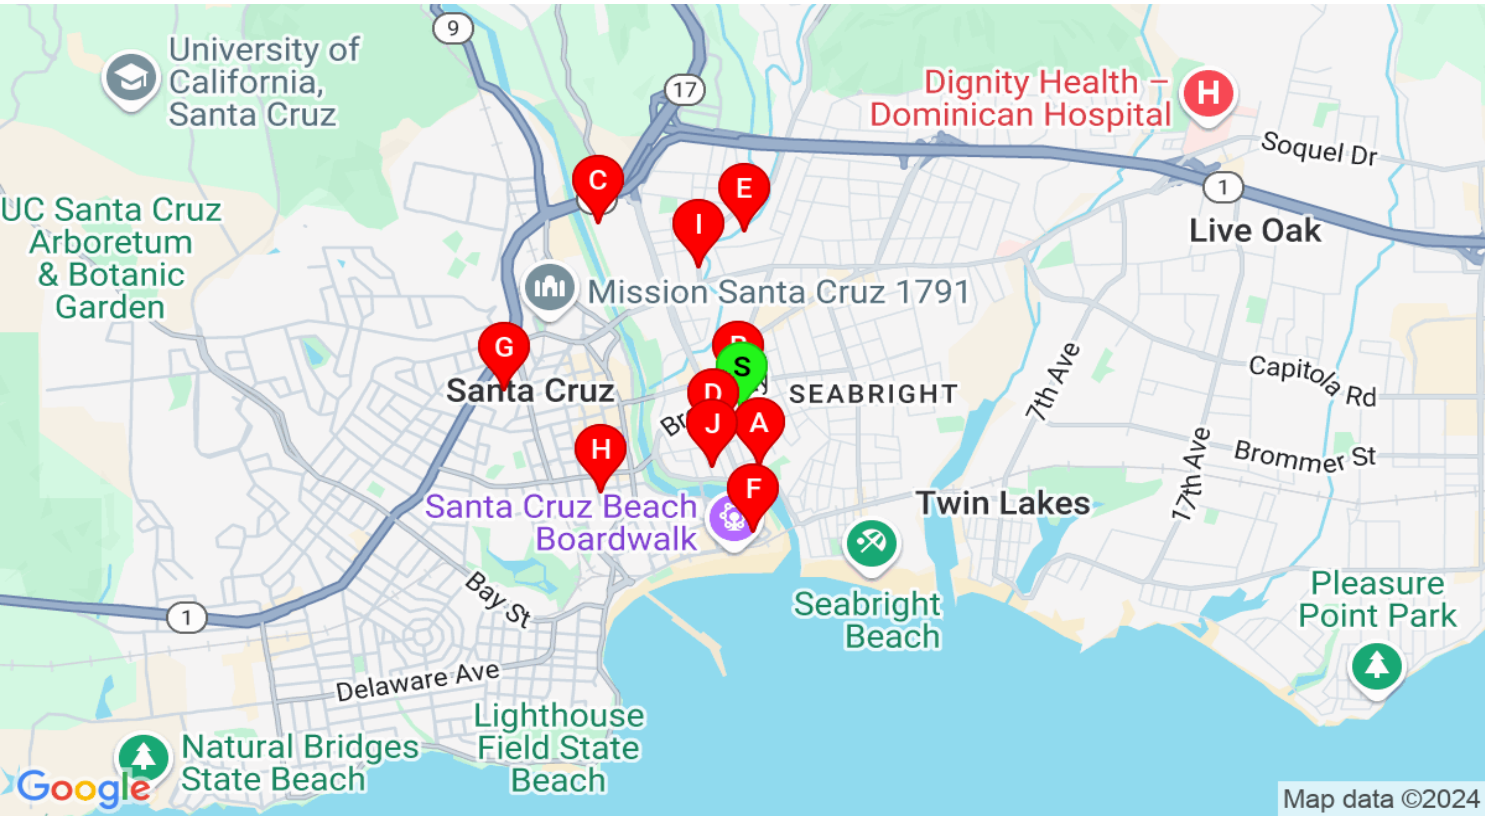 9
University of
California,
Santa Cruz
17
Dignity Health –
Dominican Hospital
H
Soquel Dr
1
C
E
I
UC Santa Cruz
Arboretum
& Botanic
Garden
Live Oak
Mission Santa Cruz 1791
G
Santa Cruz
S
D
SEABRIGHT
J
A
7th Ave
Capitola Rd
H
F
Brommer St
17th Ave
Santa Cruz Beach
Boardwalk
Twin Lakes
Bay St
1
Seabright
Beach
Pleasure
Point Park
Delaware Ave
Lighthouse
Field State
Beach
Natural Bridges
State Beach
Google
Map data ©2024